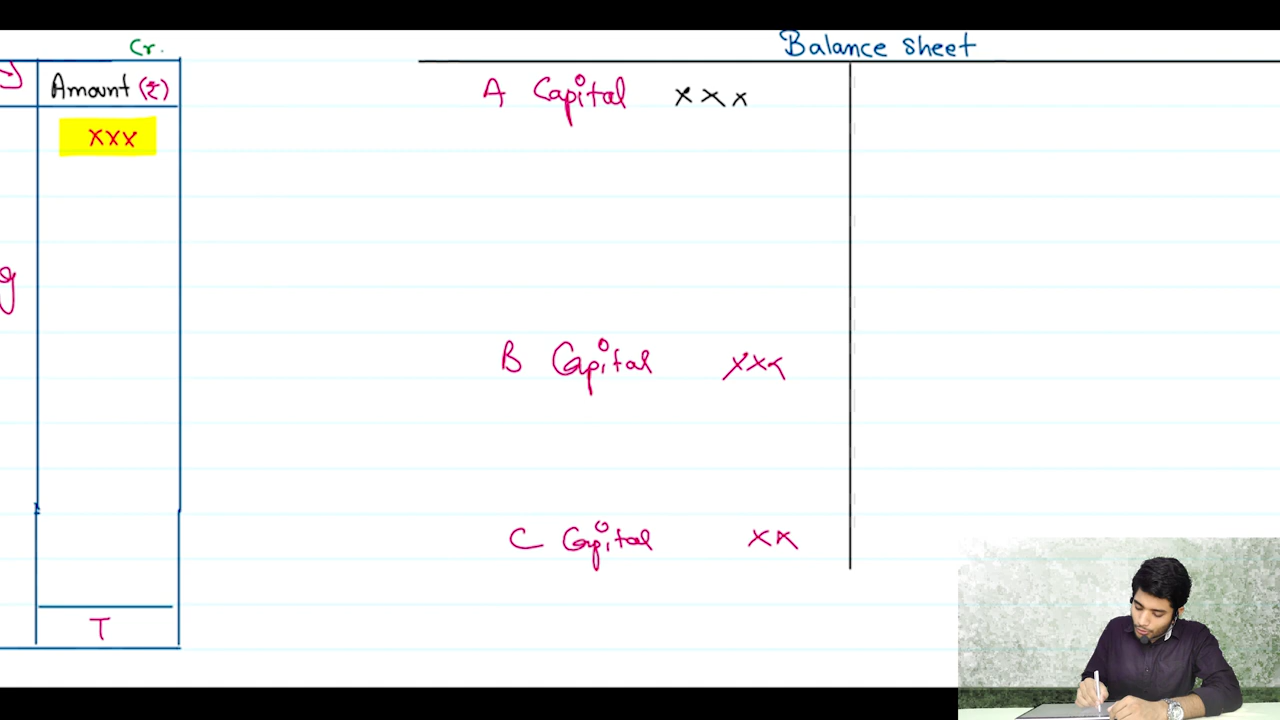 Cr.
Balance sheet
Amount (₹)
A Capital xxx
xxx
B Capital xxx
C Capital xx
T